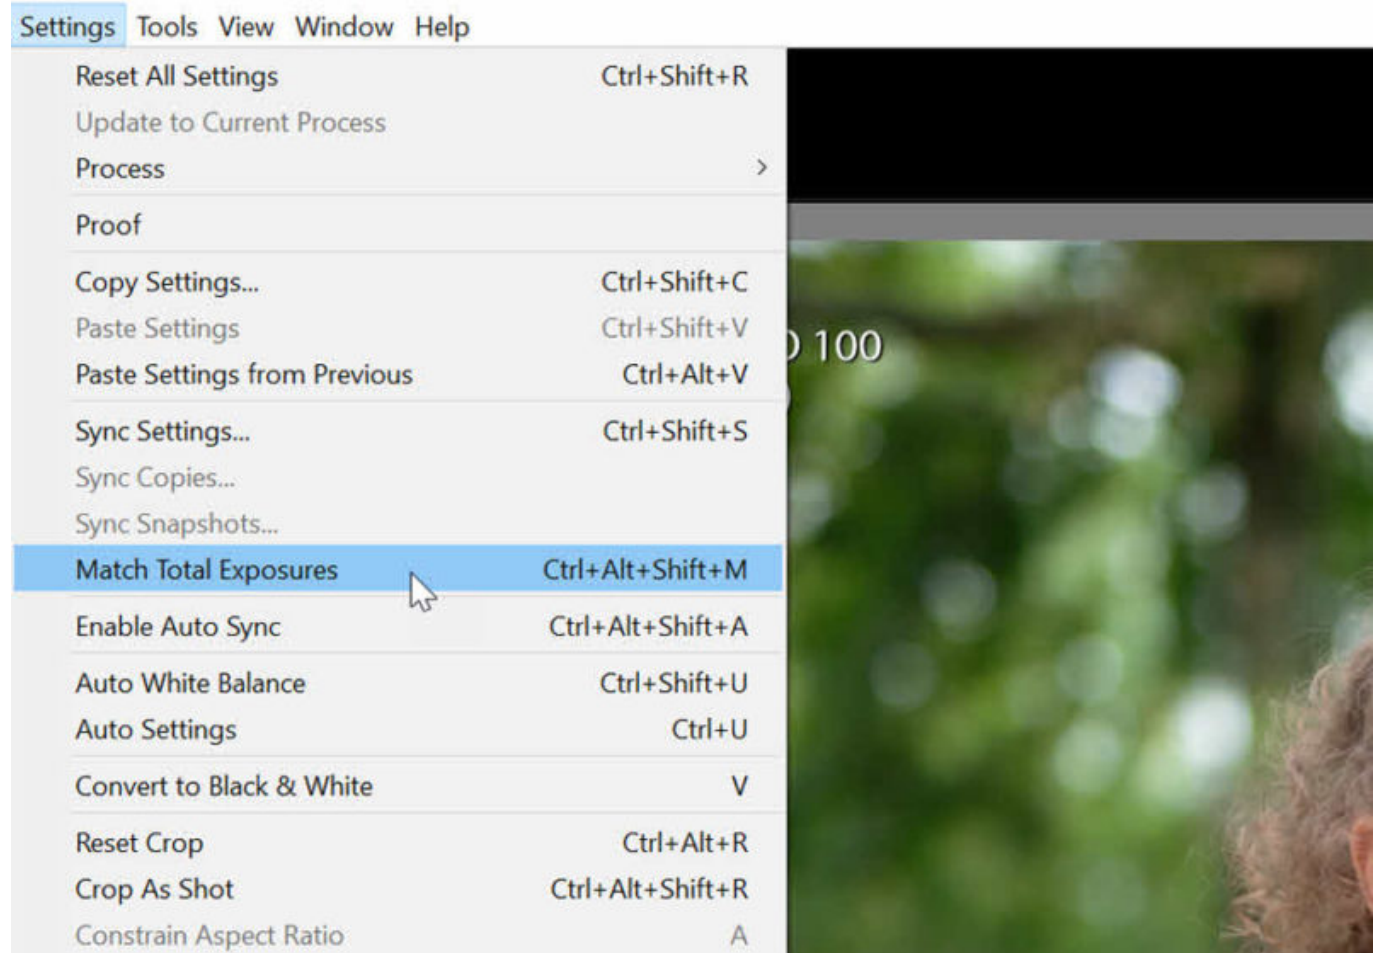 Settings Tools View Window Help
Reset All Settings Ctrl+Shift+R
Update to Current Process
Process
Proof
Copy Settings... Ctrl+Shift+C
Paste Settings Ctrl+Shift+V
100
Paste Settings from Previous Ctrl+Alt+V
Sync Settings... Ctrl+Shift+S
Sync Copies...
Sync Snapshots...
Match Total Exposures Ctrl+Alt+Shift+M
Enable Auto Sync Ctrl+Alt+Shift+A
Auto White Balance Ctrl+Shift+U
Auto Settings Ctrl+U
Convert to Black & White V
Reset Crop Ctrl+Alt+R
Crop As Shot Ctrl+Alt+Shift+R
Constrain Aspect Ratio A